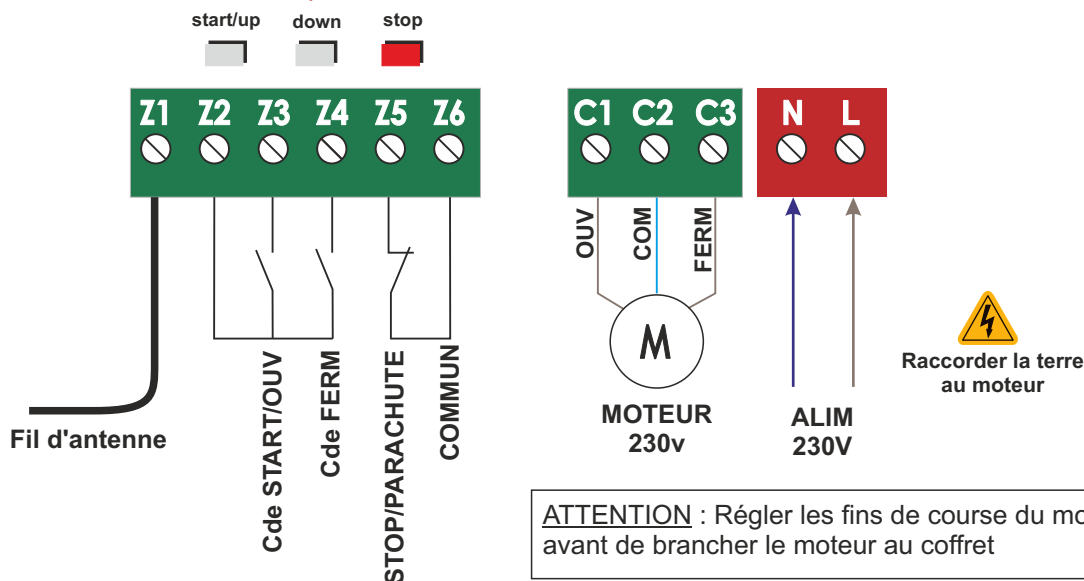 start/up down stop
Z1 Z2 Z3 Z4 Z5 Z6
C1 C2 C3
N L
OUV
COM
FERM
M
Fil d'antenne
Cde START/OUV
Cde FERM
STOP/PARACHUTE
COMMUN
MOTEUR
230v
ALIM
230V
Raccorder la terre
au moteur
ATTENTION : Régler les fins de course du mo
avant de brancher le moteur au coffret